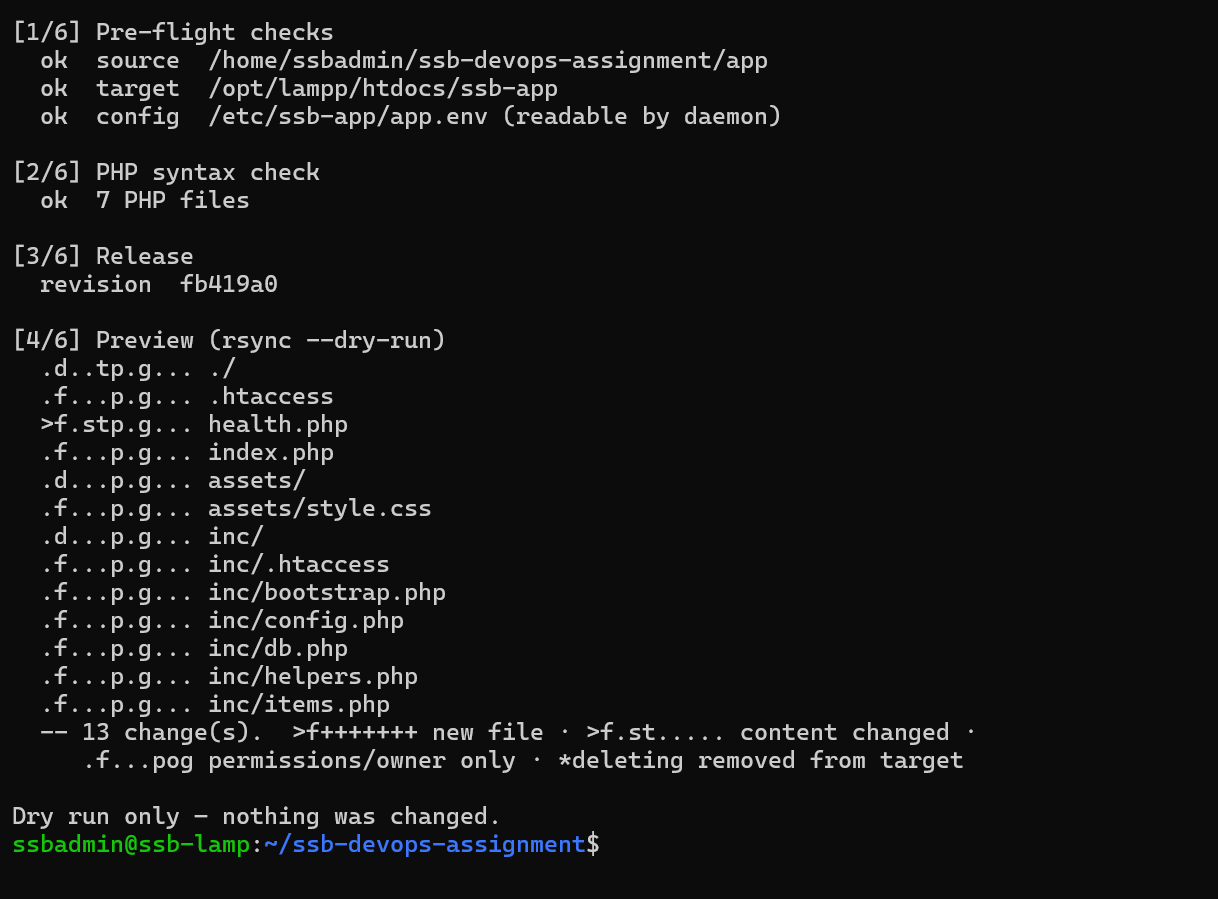 [1/6] Pre-flight checks
  ok  source  /home/ssbadmin/ssb-devops-assignment/app
  ok  target  /opt/lampp/htdocs/ssb-app
  ok  config  /etc/ssb-app/app.env (readable by daemon)

[2/6] PHP syntax check
  ok  7 PHP files

[3/6] Release
  revision  fb419a0

[4/6] Preview (rsync --dry-run)
  .d..tp.g... ./
  .f...p.g... .htaccess
  >f.stp.g... health.php
  .f...p.g... index.php
  .d...p.g... assets/
  .f...p.g... assets/style.css
  .d...p.g... inc/
  .f...p.g... inc/.htaccess
  .f...p.g... inc/bootstrap.php
  .f...p.g... inc/config.php
  .f...p.g... inc/db.php
  .f...p.g... inc/helpers.php
  .f...p.g... inc/items.php
  -- 13 change(s).  >f+++++++ new file · >f.st..... content changed ·
     .f...pog permissions/owner only · *deleting removed from target

Dry run only — nothing was changed.
ssbadmin@ssb-lamp:~/ssb-devops-assignment$